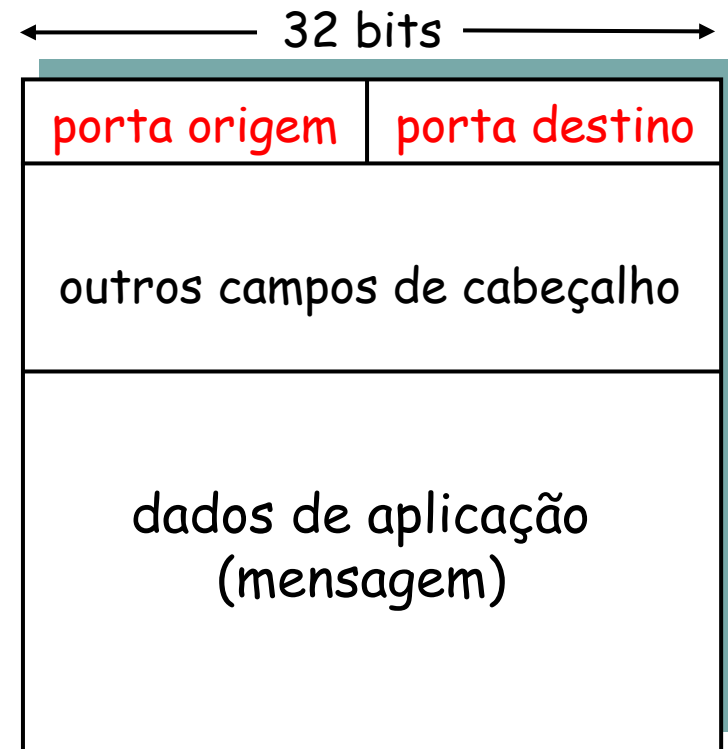 32 bits
porta origem
porta destino
outros campos de cabeçalho
dados de aplicação
(mensagem)